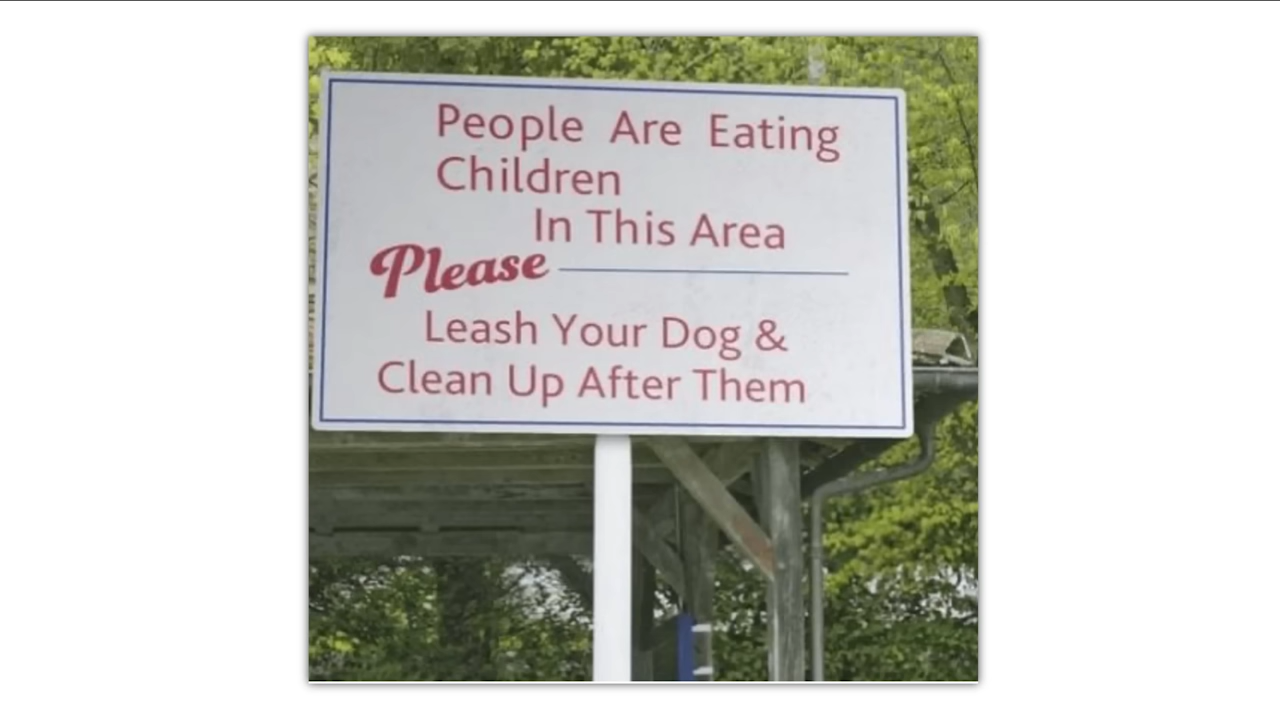 People Are Eating
Children
In This Area
Please
Leash Your Dog &
Clean Up After Them